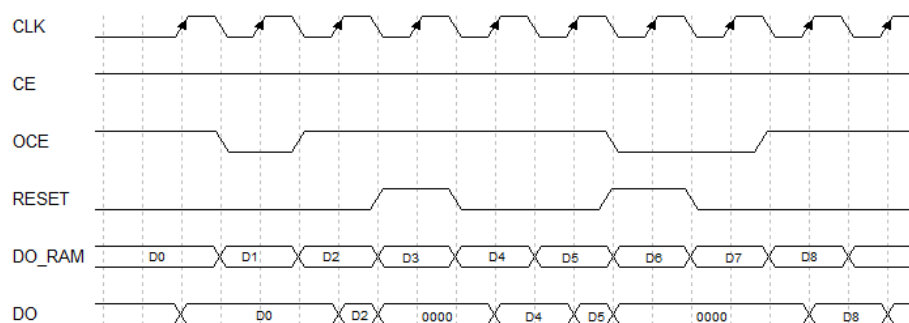 CLK
CE
OCE
RESET
DO_RAM D0 D1 D2 D3 D4 D5 D6 D7 D8
DO D0 D2 0000 D4 D5 0000 D8